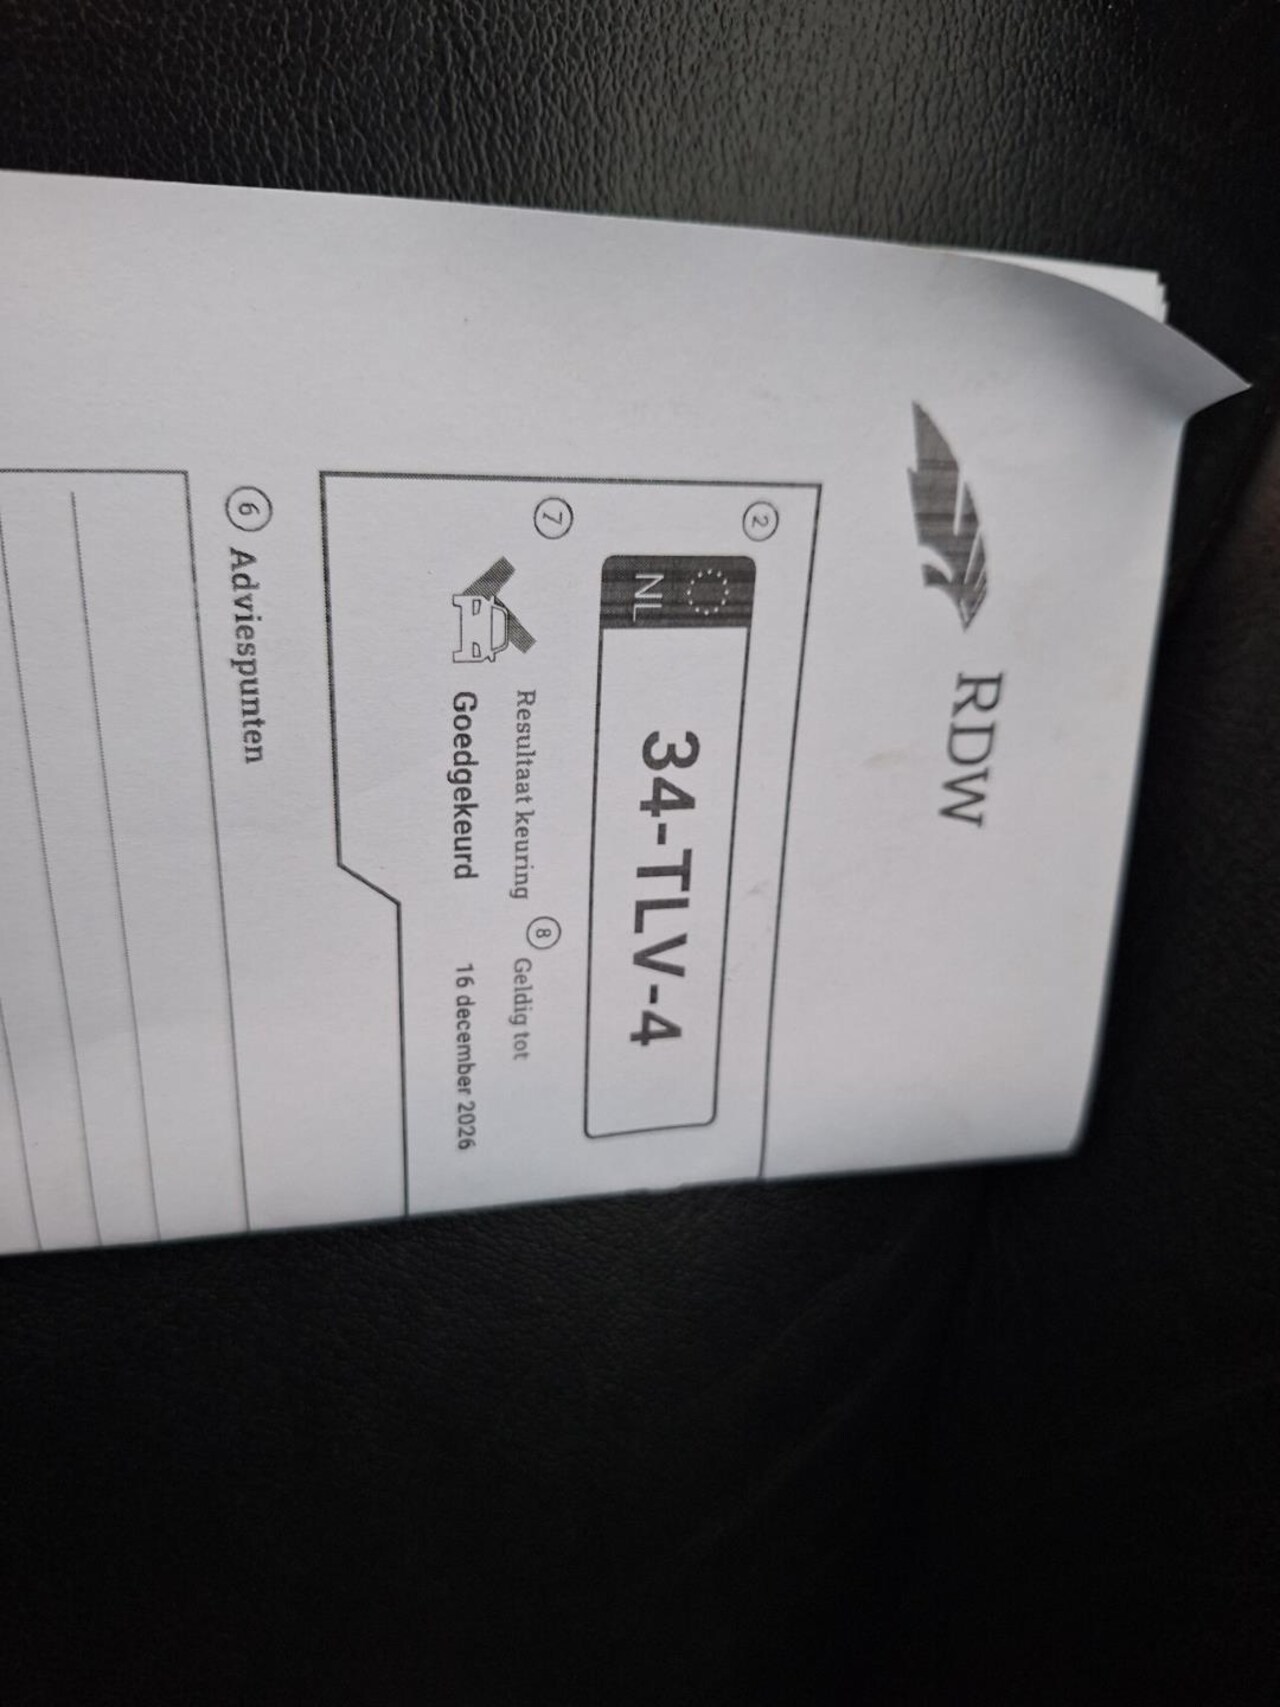 RDW
2
NL 34-TLV-4
7 Resultaat keuring 8 Geldig tot
Goedgekeurd 16 december 2026
6 Adviespunten